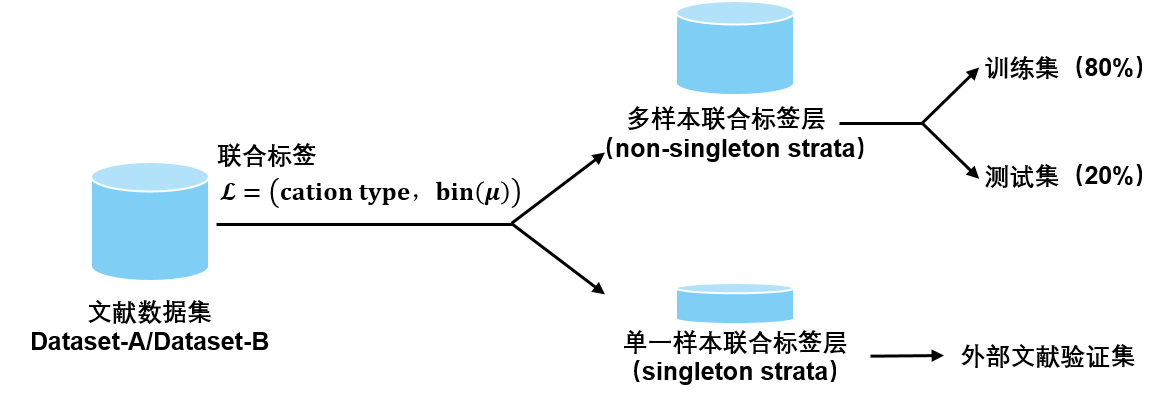 联合标签
𝓛 = (cation type，bin(μ))
文献数据集
Dataset-A/Dataset-B
多样本联合标签层
（non-singleton strata）
训练集（80%）
测试集（20%）
单一样本联合标签层
（singleton strata）
外部文献验证集